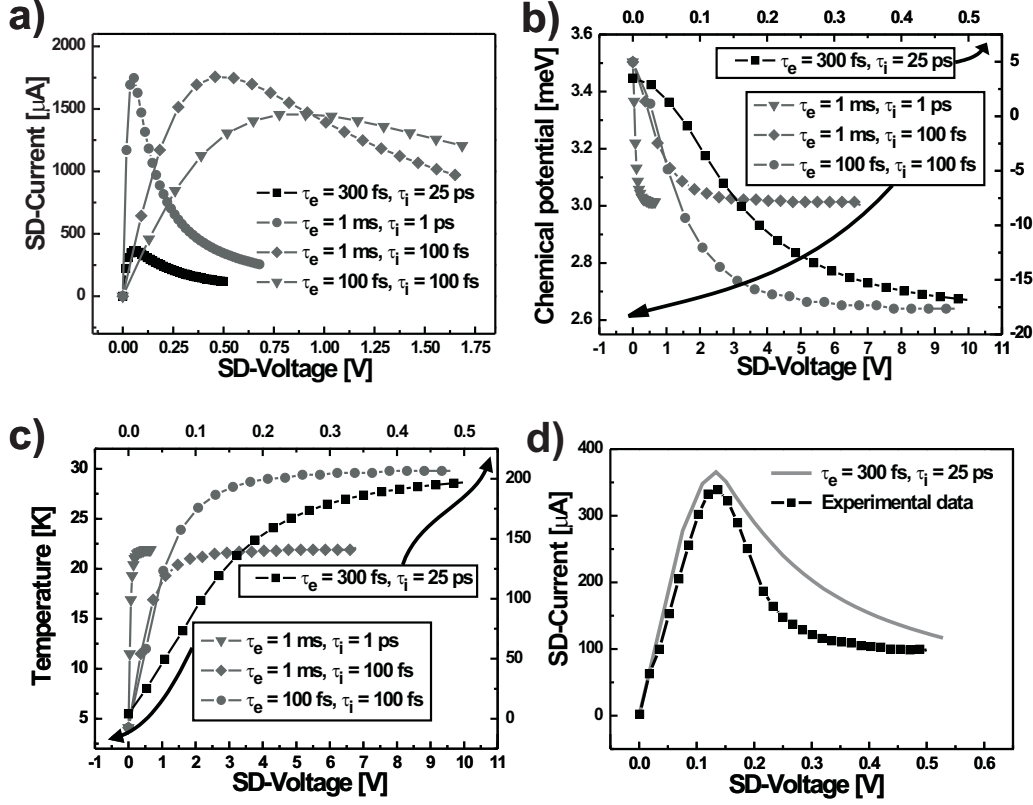 a)
2000
1500
1000
500
0
SD-Current [µA]
τe = 300 fs, τi = 25 ps
τe = 1 ms, τi = 1 ps
τe = 1 ms, τi = 100 fs
τe = 100 fs, τi = 100 fs
0.00 0.25 0.50 0.75 1.00 1.25 1.50 1.75
SD-Voltage [V]
b)
0.0 0.1 0.2 0.3 0.4 0.5
3.6
3.4
3.2
3.0
2.8
2.6
Chemical potential [meV]
τe = 300 fs, τi = 25 ps
τe = 1 ms, τi = 1 ps
τe = 1 ms, τi = 100 fs
τe = 100 fs, τi = 100 fs
5
0
-5
-10
-15
-20
-1 0 1 2 3 4 5 6 7 8 9 10 11
SD-Voltage [V]
c)
0.0 0.1 0.2 0.3 0.4 0.5
30
25
20
15
10
5
Temperature [K]
τe = 300 fs, τi = 25 ps
τe = 1 ms, τi = 1 ps
τe = 1 ms, τi = 100 fs
τe = 100 fs, τi = 100 fs
200
150
100
50
0
-1 0 1 2 3 4 5 6 7 8 9 10 11
SD-Voltage [V]
d)
400
300
200
100
0
SD-Current [µA]
τe = 300 fs, τi = 25 ps
Experimental data
0.0 0.1 0.2 0.3 0.4 0.5 0.6
SD-Voltage [V]